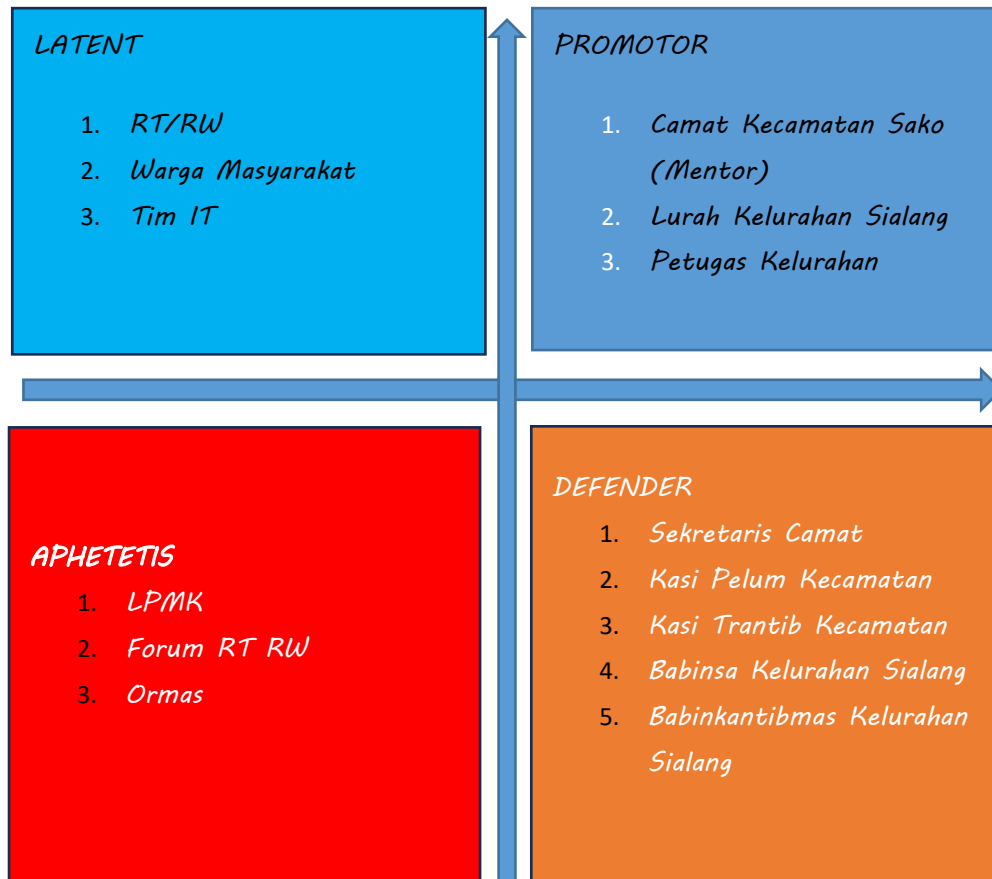 LATENT
1. RT/RW
2. Warga Masyarakat
3. Tim IT
PROMOTOR
1. Camat Kecamatan Sako
(Mentor)
2. Lurah Kelurahan Sialang
3. Petugas Kelurahan
APHETETIS
1. LPMK
2. Forum RT RW
3. Ormas
DEFENDER
1. Sekretaris Camat
2. Kasi Pelum Kecamatan
3. Kasi Trantib Kecamatan
4. Babinsa Kelurahan Sialang
5. Babinkantibmas Kelurahan
Sialang